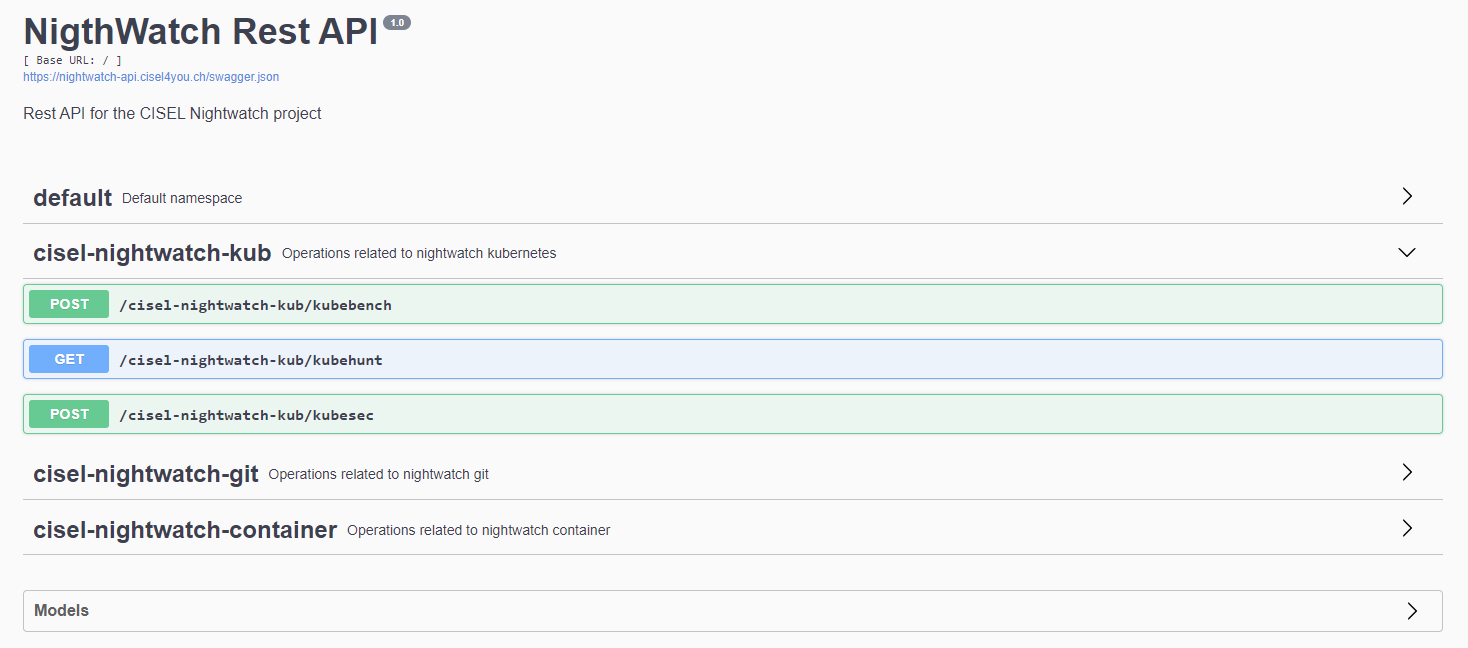 NigthWatch Rest API 1.0
[ Base URL: / ]
https://nightwatch-api.cisel4you.ch/swagger.json
Rest API for the CISEL Nightwatch project
default Default namespace
cisel-nightwatch-kub Operations related to nightwatch kubernetes
POST /cisel-nightwatch-kub/kubebench
GET /cisel-nightwatch-kub/kubehunt
POST /cisel-nightwatch-kub/kubesec
cisel-nightwatch-git Operations related to nightwatch git
cisel-nightwatch-container Operations related to nightwatch container
Models